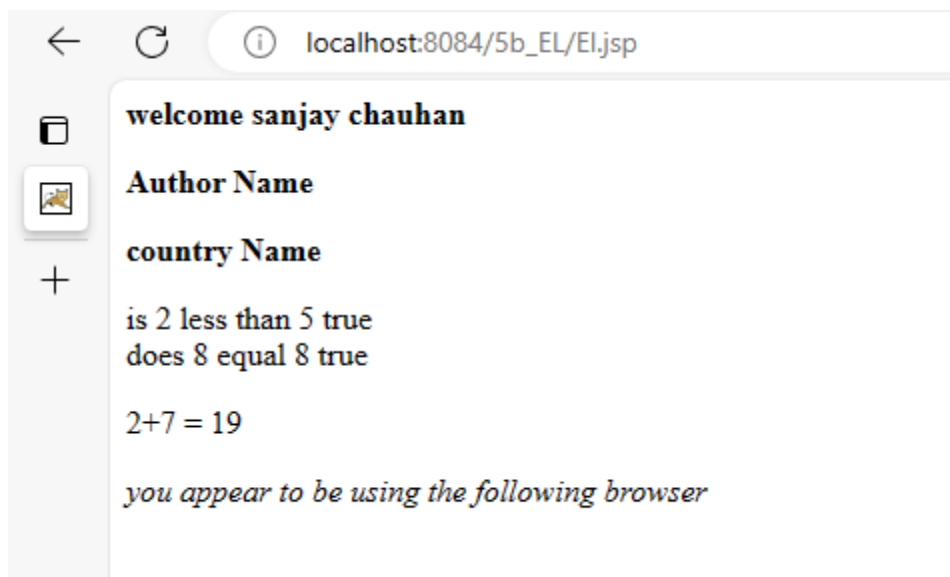 localhost:8084/5b_EL/El.jsp
welcome sanjay chauhan
Author Name
country Name
is 2 less than 5 true
does 8 equal 8 true
2+7 = 19
you appear to be using the following browser